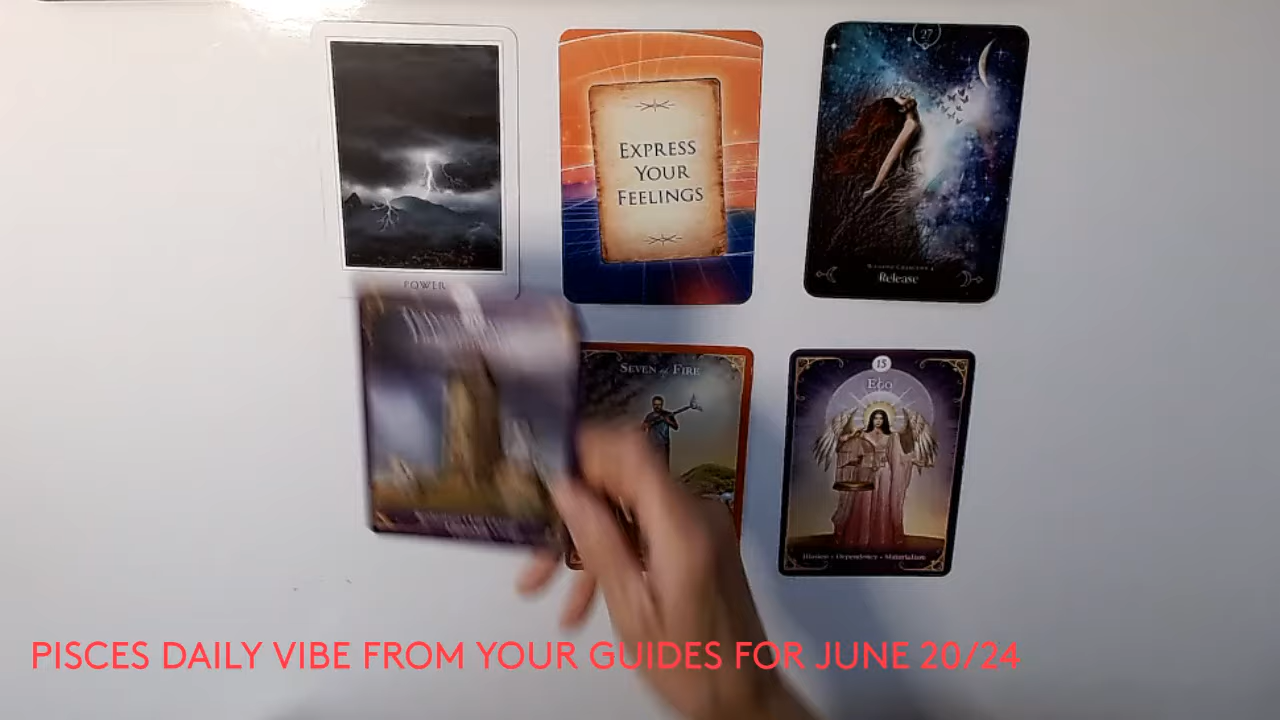 27
POWER
EXPRESS
YOUR
FEELINGS
Release
SEVEN of FIRE
15
EGO
Illusion • Dependency • Materialism
PISCES DAILY VIBE FROM YOUR GUIDES FOR JUNE 20/24